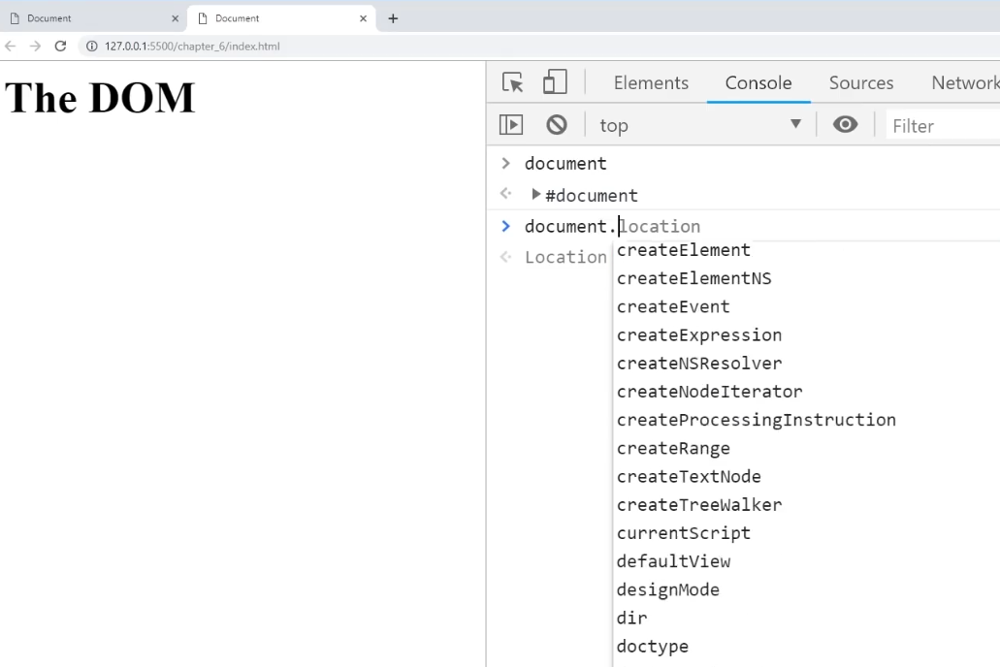 Document
Document
127.0.0.1:5500/chapter_6/index.html
The DOM
Elements Console Sources Network
top Filter
document
#document
document.location
Location
createElement
createElementNS
createEvent
createExpression
createNSResolver
createNodeIterator
createProcessingInstruction
createRange
createTextNode
createTreeWalker
currentScript
defaultView
designMode
dir
doctype